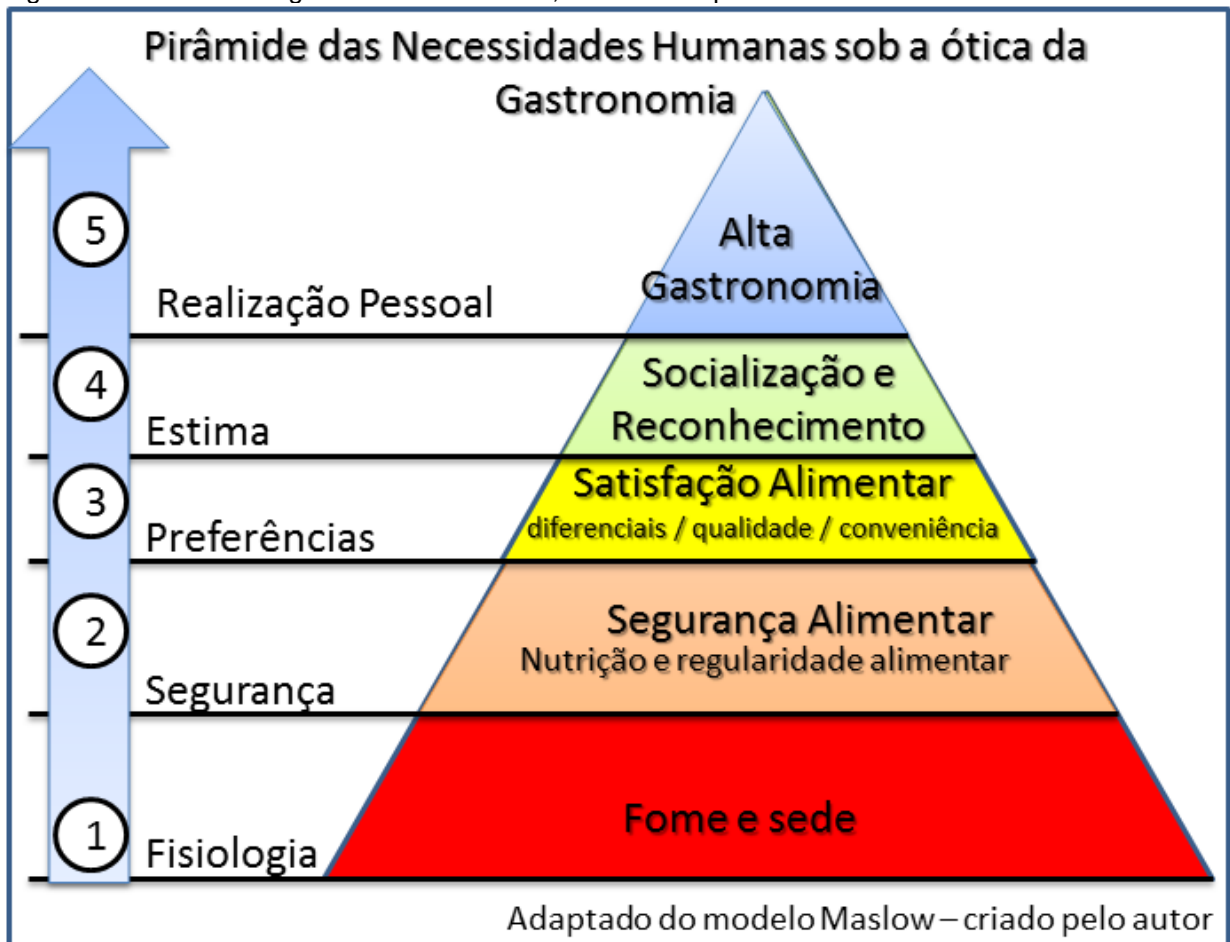 Pirâmide das Necessidades Humanas sob a ótica da
Gastronomia
5
Alta
Gastronomia
Realização Pessoal
4
Socialização e
Reconhecimento
Estima
3
Satisfação Alimentar
diferenciais / qualidade / conveniência
Preferências
2
Segurança Alimentar
Nutrição e regularidade alimentar
Segurança
1
Fome e sede
Fisiologia
Adaptado do modelo Maslow – criado pelo autor